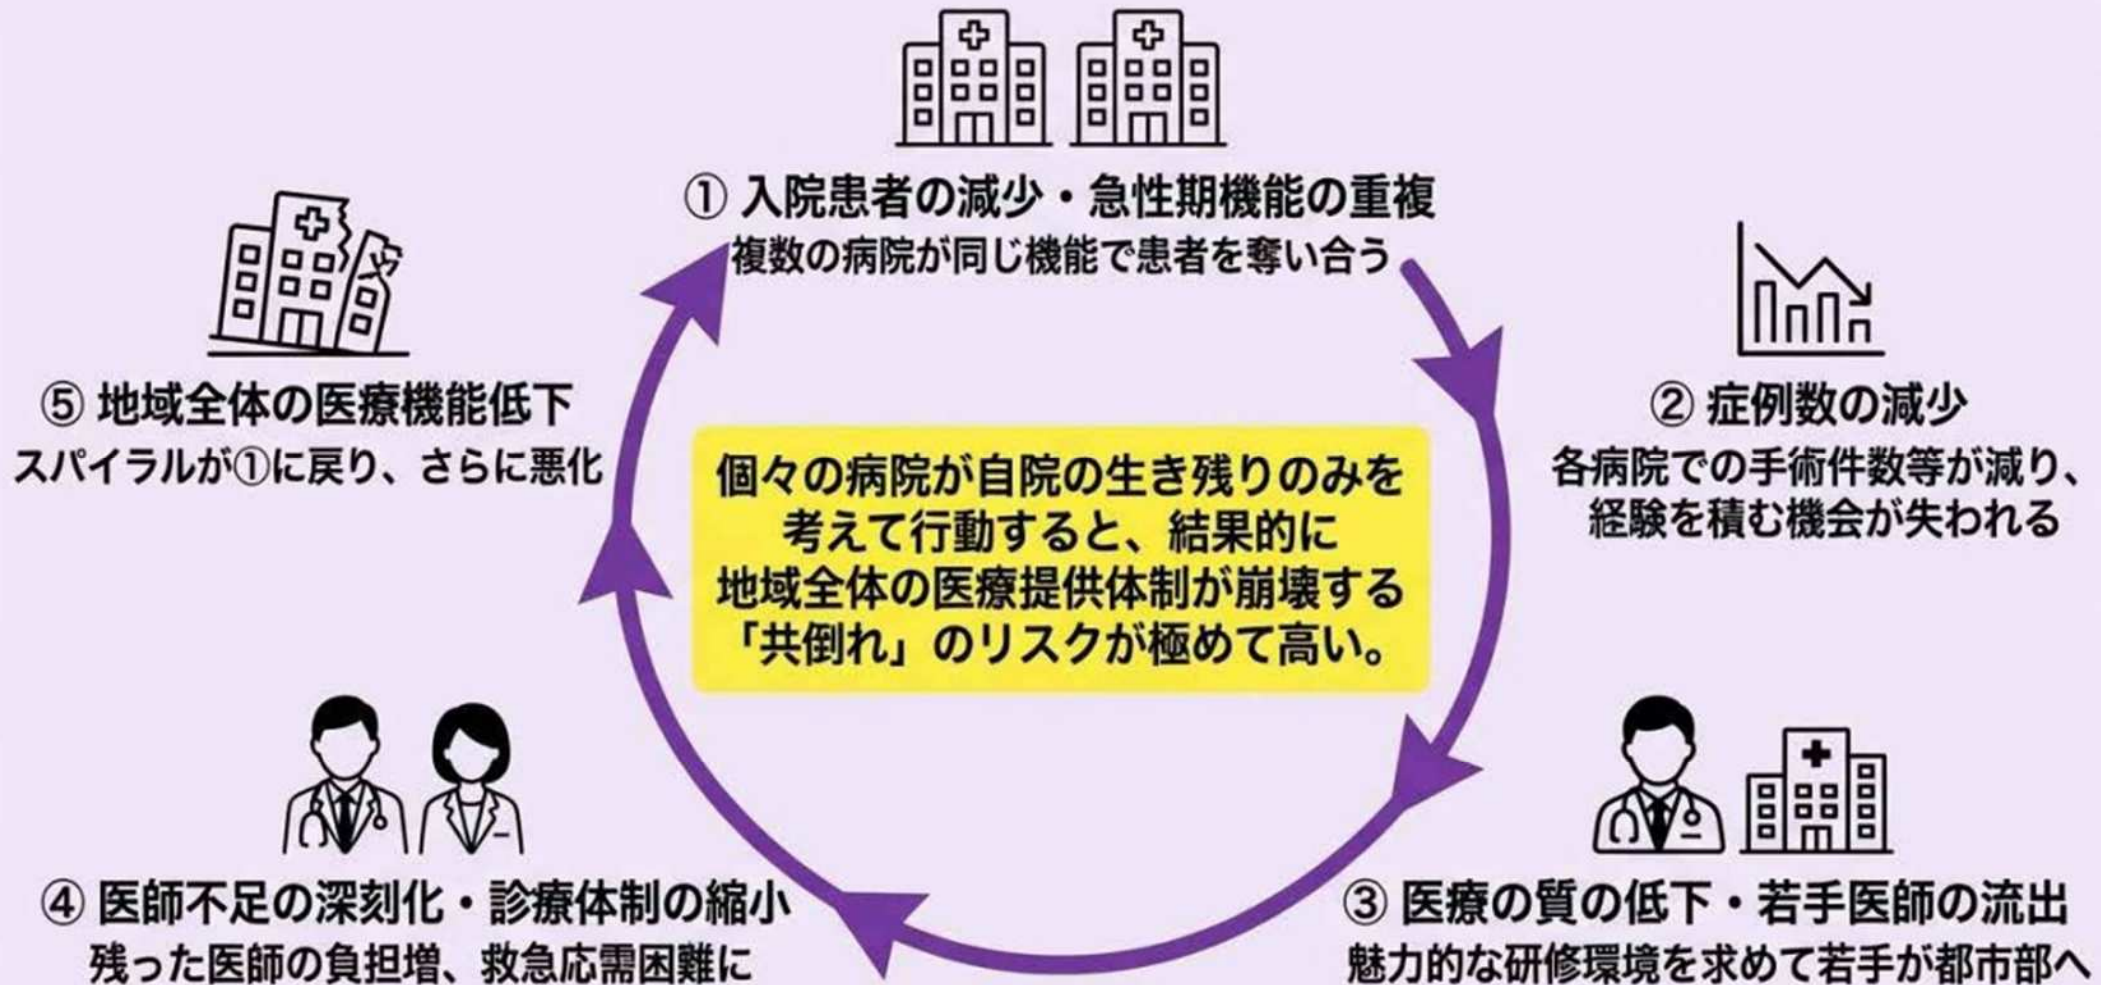 ① 入院患者の減少・急性期機能の重複
複数の病院が同じ機能で患者を奪い合う
② 症例数の減少
各病院での手術件数等が減り、
経験を積む機会が失われる
③ 医療の質の低下・若手医師の流出
魅力的な研修環境を求めて若手が都市部へ
④ 医師不足の深刻化・診療体制の縮小
残った医師の負担増、救急応需困難に
⑤ 地域全体の医療機能低下
スパイラルが①に戻り、さらに悪化
個々の病院が自院の生き残りのみを
考えて行動すると、結果的に
地域全体の医療提供体制が崩壊する
「共倒れ」のリスクが極めて高い。